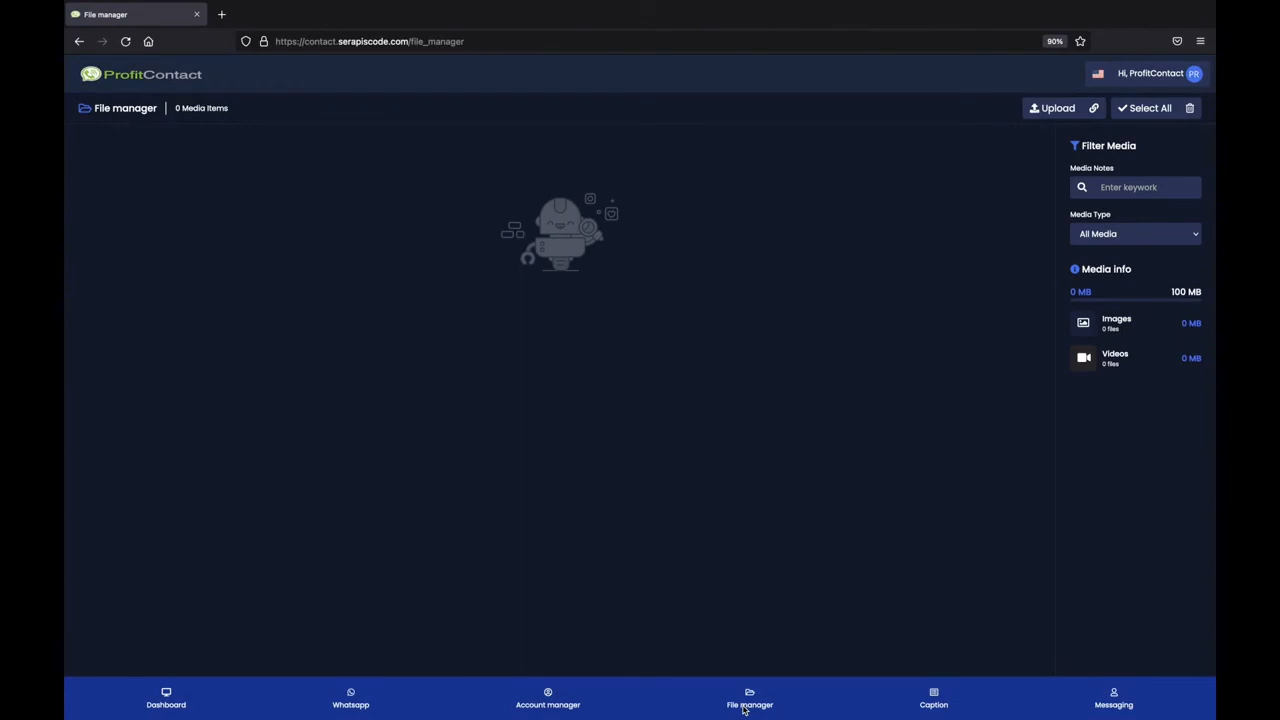 File manager
https://contact.serapiscode.com/file_manager
90%
ProfitContact
Hi, ProfitContact PR
File manager
0 Media Items
Upload
Select All
Filter Media
Media Notes
Enter keyword
Media Type
All Media
Media info
0 MB 100 MB
Images
0 files
0 MB
Videos
0 files
0 MB
Dashboard
Whatsapp
Account manager
File manager
Caption
Messaging